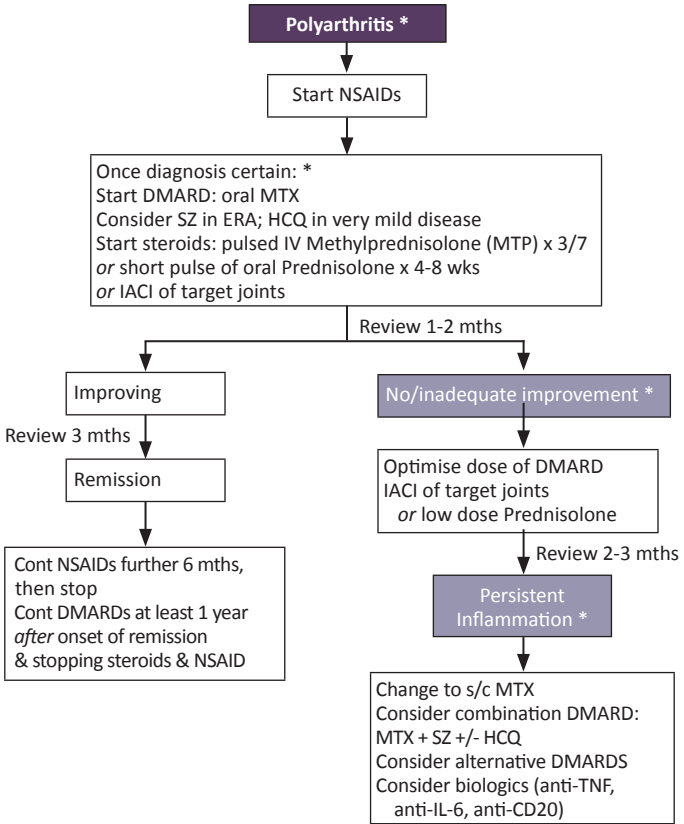 Polyarthritis *
Start NSAIDs
Once diagnosis certain: *
Start DMARD: oral MTX
Consider SZ in ERA; HCQ in very mild disease
Start steroids: pulsed IV Methylprednisolone (MTP) x 3/7
or short pulse of oral Prednisolone x 4-8 wks
or IACI of target joints
Review 1-2 mths
Improving
Review 3 mths
Remission
Cont NSAIDs further 6 mths,
then stop
Cont DMARDs at least 1 year
after onset of remission
& stopping steroids & NSAID
No/inadequate improvement *
Optimise dose of DMARD
IACI of target joints
or low dose Prednisolone
Review 2-3 mths
Persistent
Inflammation *
Change to s/c MTX
Consider combination DMARD:
MTX + SZ +/- HCQ
Consider alternative DMARDS
Consider biologics (anti-TNF,
anti-IL-6, anti-CD20)